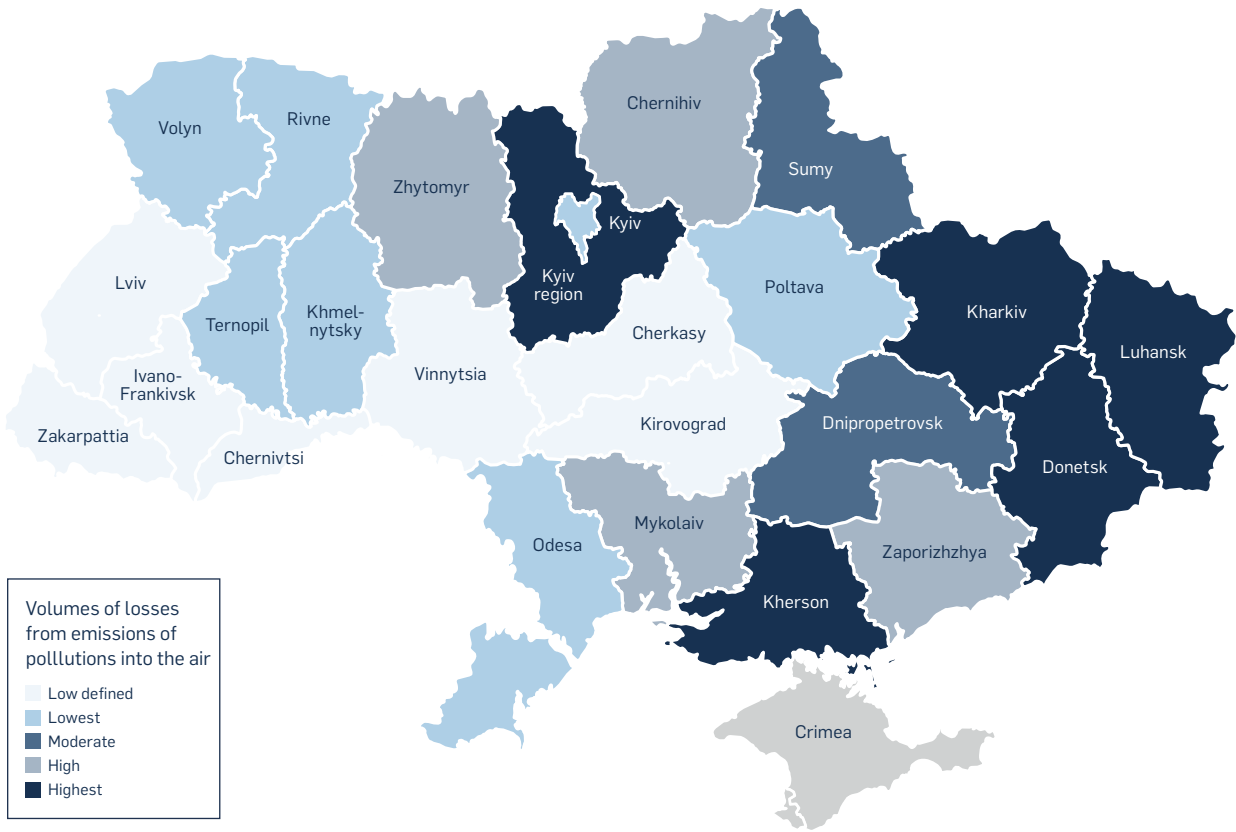 Chernihiv
Volyn
Rivne
Sumy
Zhytomyr
Kyiv
Lviv
Kyiv
region
Poltava
Kharkiv
Ternopil
Khmel-
nytsky
Cherkasy
Luhansk
Ivano-
Frankivsk
Vinnytsia
Kirovograd
Dnipropetrovsk
Zakarpattia
Chernivtsi
Donetsk
Mykolaiv
Odesa
Zaporizhzhya
Kherson
Crimea
Volumes of losses
from emissions of
polllutions into the air
Low defined
Lowest
Moderate
High
Highest